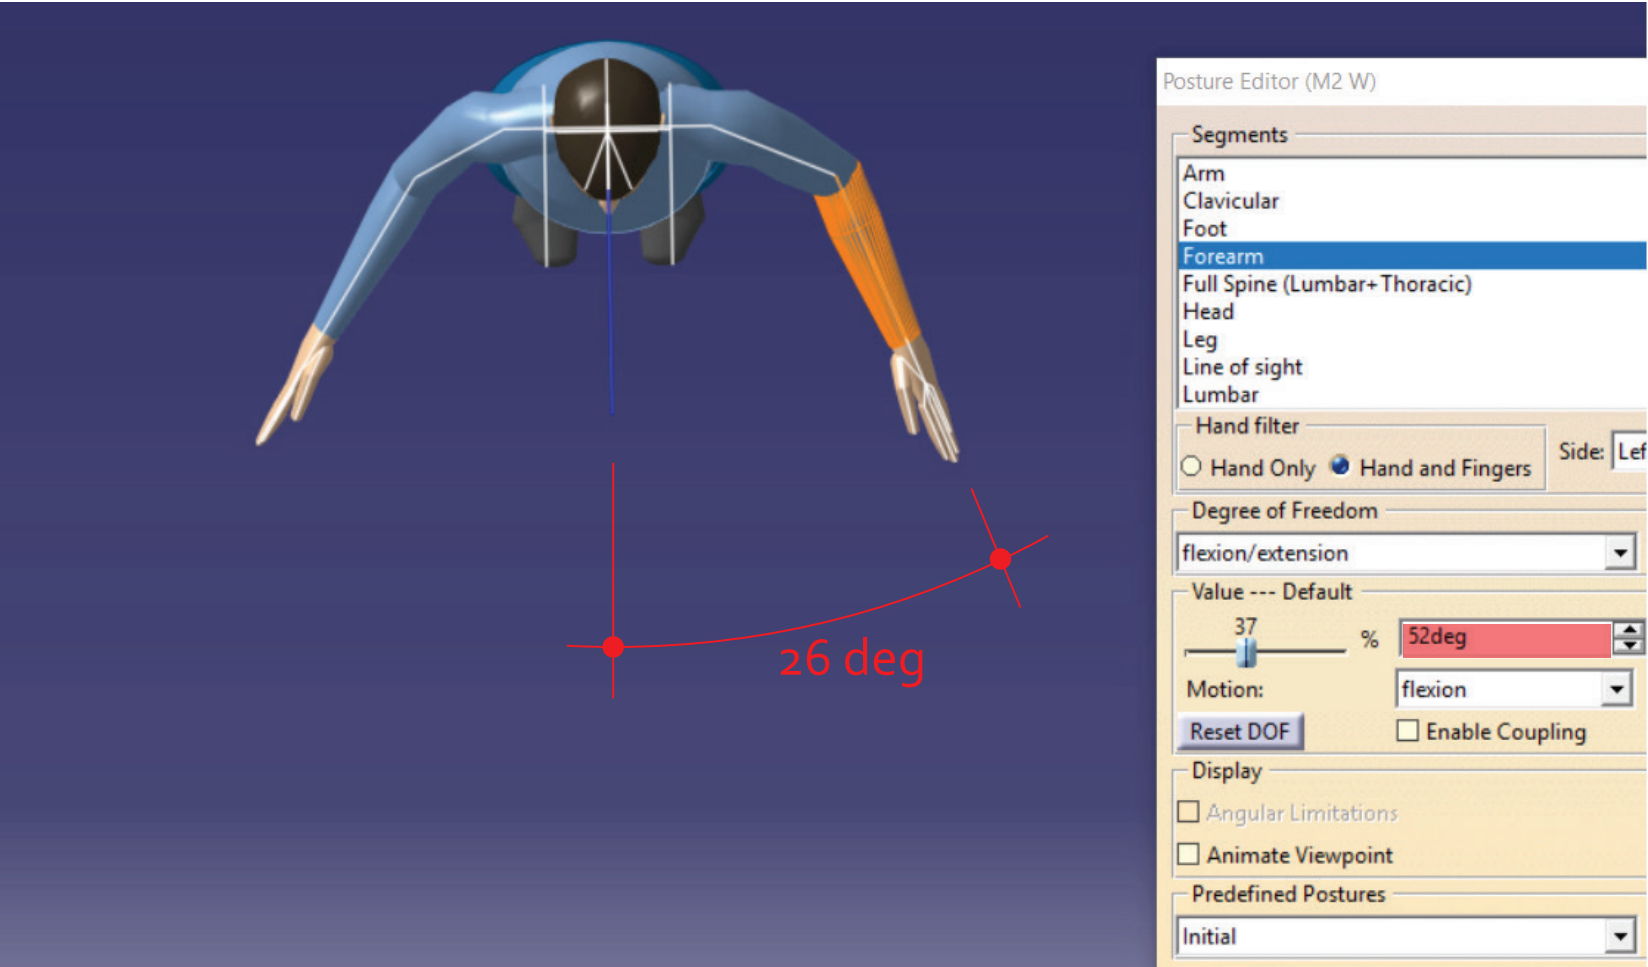 Posture Editor (M2 W)
Segments
Arm
Clavicular
Foot
Forearm
Full Spine (Lumbar+Thoracic)
Head
Leg
Line of sight
Lumbar
Hand filter
Hand Only Hand and Fingers
Side: Lef
Degree of Freedom
flexion/extension
Value --- Default
37 % 52deg
Motion: flexion
Reset DOF Enable Coupling
Display
Angular Limitations
Animate Viewpoint
Predefined Postures
Initial
26 deg